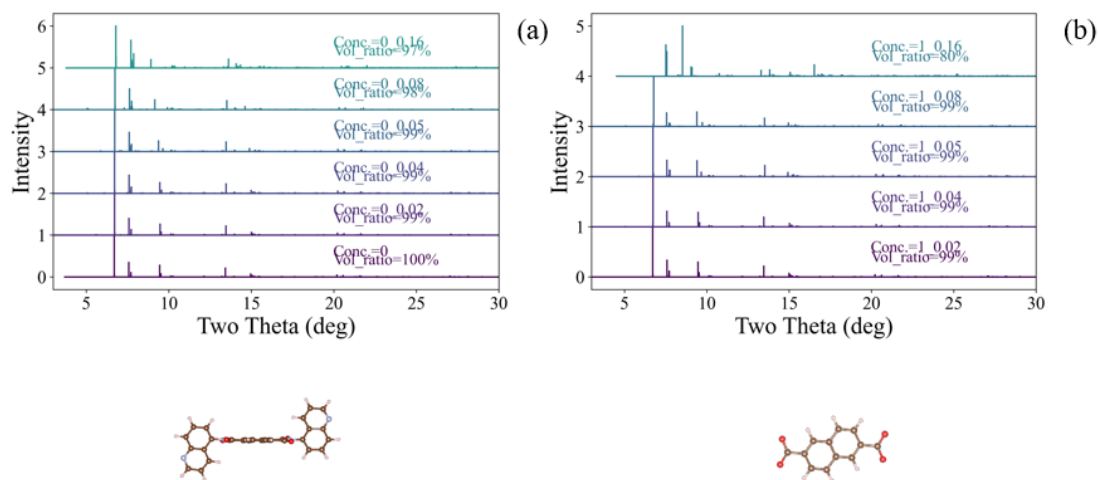 (a)
Intensity
6
5
4
3
2
1
0
Conc.=0_0.16
Vol_ratio=97%
Conc.=0_0.08
Vol_ratio=98%
Conc.=0_0.05
Vol_ratio=99%
Conc.=0_0.04
Vol_ratio=99%
Conc.=0_0.02
Vol_ratio=99%
Conc.=0
Vol_ratio=100%
5 10 15 20 25 30
Two Theta (deg)
(b)
Intensity
5
4
3
2
1
0
Conc.=1_0.16
Vol_ratio=80%
Conc.=1_0.08
Vol_ratio=99%
Conc.=1_0.05
Vol_ratio=99%
Conc.=1_0.04
Vol_ratio=99%
Conc.=1_0.02
Vol_ratio=99%
5 10 15 20 25 30
Two Theta (deg)